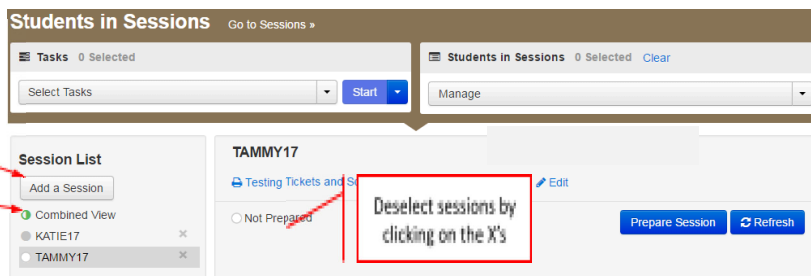 Students in Sessions Go to Sessions »
Tasks 0 Selected
Students in Sessions 0 Selected Clear
Select Tasks
Start
Manage
Session List
Add a Session
Combined View
KATIE17 ×
TAMMY17 ×
TAMMY17
Testing Tickets and Sc
Edit
Not Prepared
Deselect sessions by
clicking on the X's
Prepare Session
Refresh